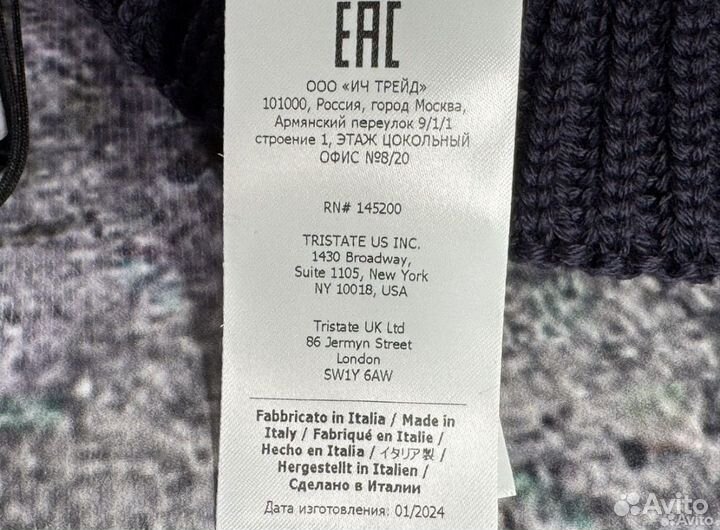 EAC
ООО «ИЧ ТРЕЙД»
101000, Россия, город Москва,
Армянский переулок 9/1/1
строение 1, ЭТАЖ ЦОКОЛЬНЫЙ
ОФИС №8/20
RN# 145200
TRISTATE US INC.
1430 Broadway,
Suite 1105, New York
NY 10018, USA
Tristate UK Ltd
86 Jermyn Street
London
SW1Y 6AW
Fabbricato in Italia / Made in
Italy / Fabriqué en Italie /
Hecho en Italia / イタリア製 /
Hergestellt in Italien /
Сделано в Италии
Дата изготовления: 01/2024
Avito
Avito